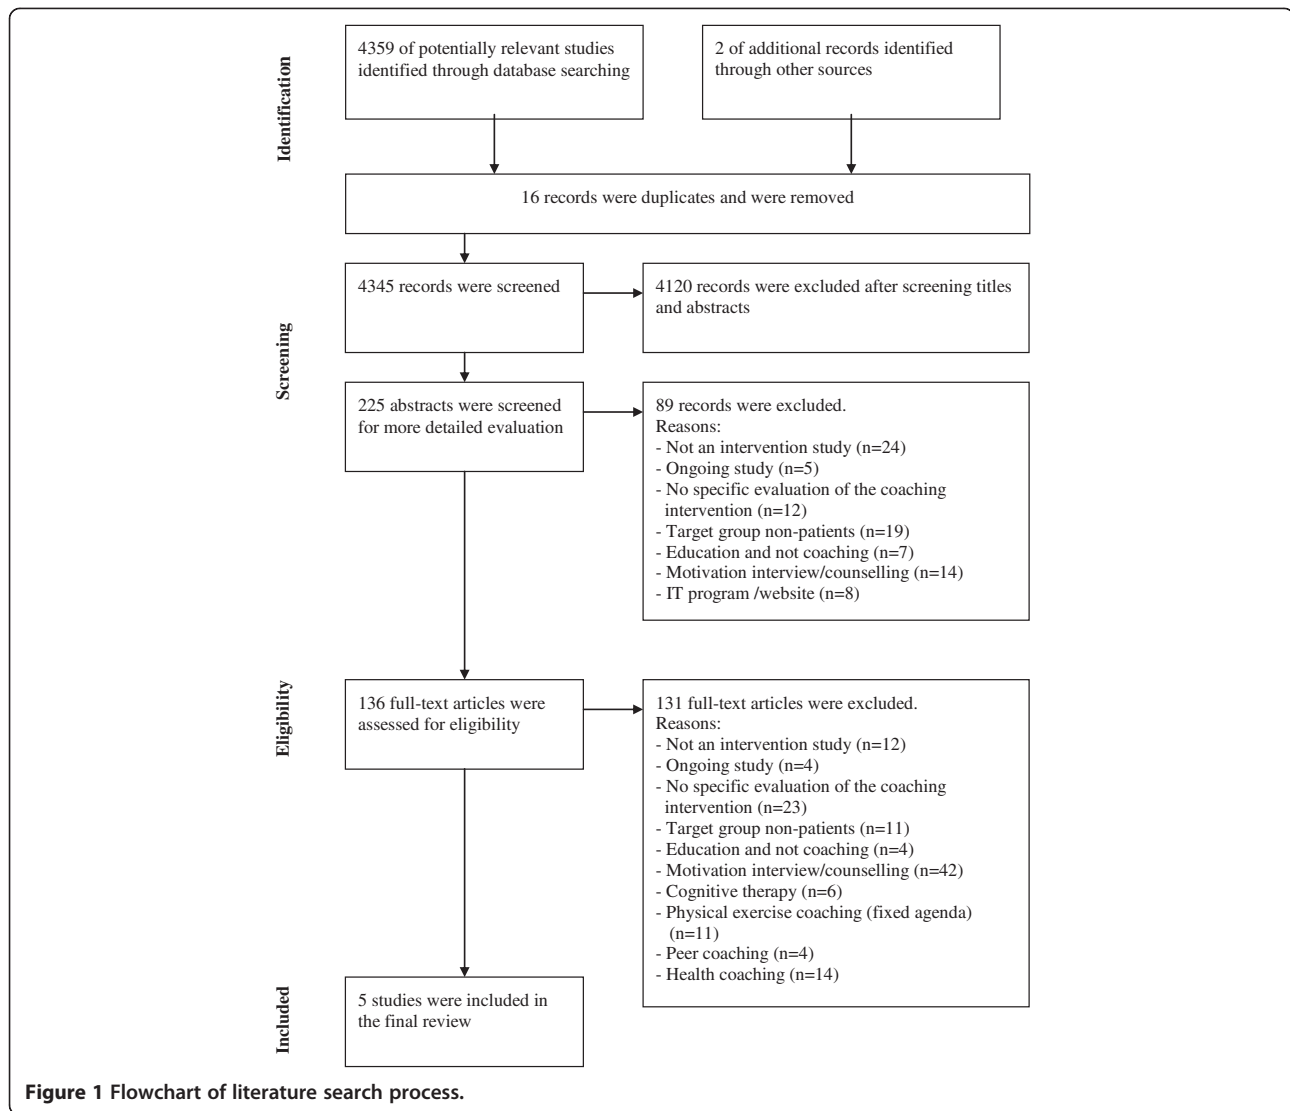 Identification
4359 of potentially relevant studies
identified through database searching
2 of additional records identified
through other sources
16 records were duplicates and were removed
Screening
4345 records were screened
4120 records were excluded after screening titles
and abstracts
225 abstracts were screened
for more detailed evaluation
89 records were excluded.
Reasons:
- Not an intervention study (n=24)
- Ongoing study (n=5)
- No specific evaluation of the coaching
intervention (n=12)
- Target group non-patients (n=19)
- Education and not coaching (n=7)
- Motivation interview/counselling (n=14)
- IT program /website (n=8)
Eligibility
136 full-text articles were
assessed for eligibility
131 full-text articles were excluded.
Reasons:
- Not an intervention study (n=12)
- Ongoing study (n=4)
- No specific evaluation of the coaching
intervention (n=23)
- Target group non-patients (n=11)
- Education and not coaching (n=4)
- Motivation interview/counselling (n=42)
- Cognitive therapy (n=6)
- Physical exercise coaching (fixed agenda)
(n=11)
- Peer coaching (n=4)
- Health coaching (n=14)
Included
5 studies were included in
the final review
Figure 1 Flowchart of literature search process.